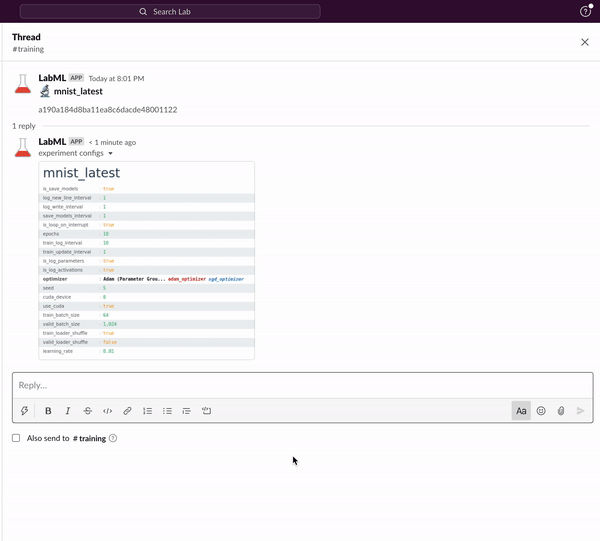 Search Lab
Thread
#training
LabML APP Today at 8:01 PM
mnist_latest
a190a184d8ba11ea8c6dacde48001122
1 reply
LabML APP < 1 minute ago
experiment configs
mnist_latest
is_save_models : true
log_new_line_interval : 1
log_write_interval : 1
save_models_interval : 1
is_loop_on_interrupt : true
epochs : 10
train_log_interval : 10
train_update_interval : 1
is_log_parameters : true
is_log_activations : true
optimizer : Adam (Parameter Grou... adam_optimizer sgd_optimizer
seed : 5
cuda_device : 0
use_cuda : true
train_batch_size : 64
valid_batch_size : 1,024
train_loader_shuffle : true
valid_loader_shuffle : false
learning_rate : 0.01
Reply...
B I S </> Aa
Also send to # training